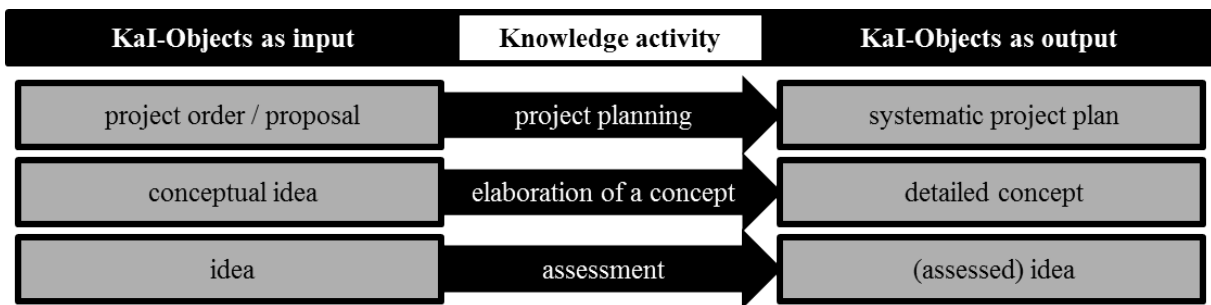 KaI-Objects as input Knowledge activity KaI-Objects as output
project order / proposal project planning systematic project plan
conceptual idea elaboration of a concept detailed concept
idea assessment (assessed) idea